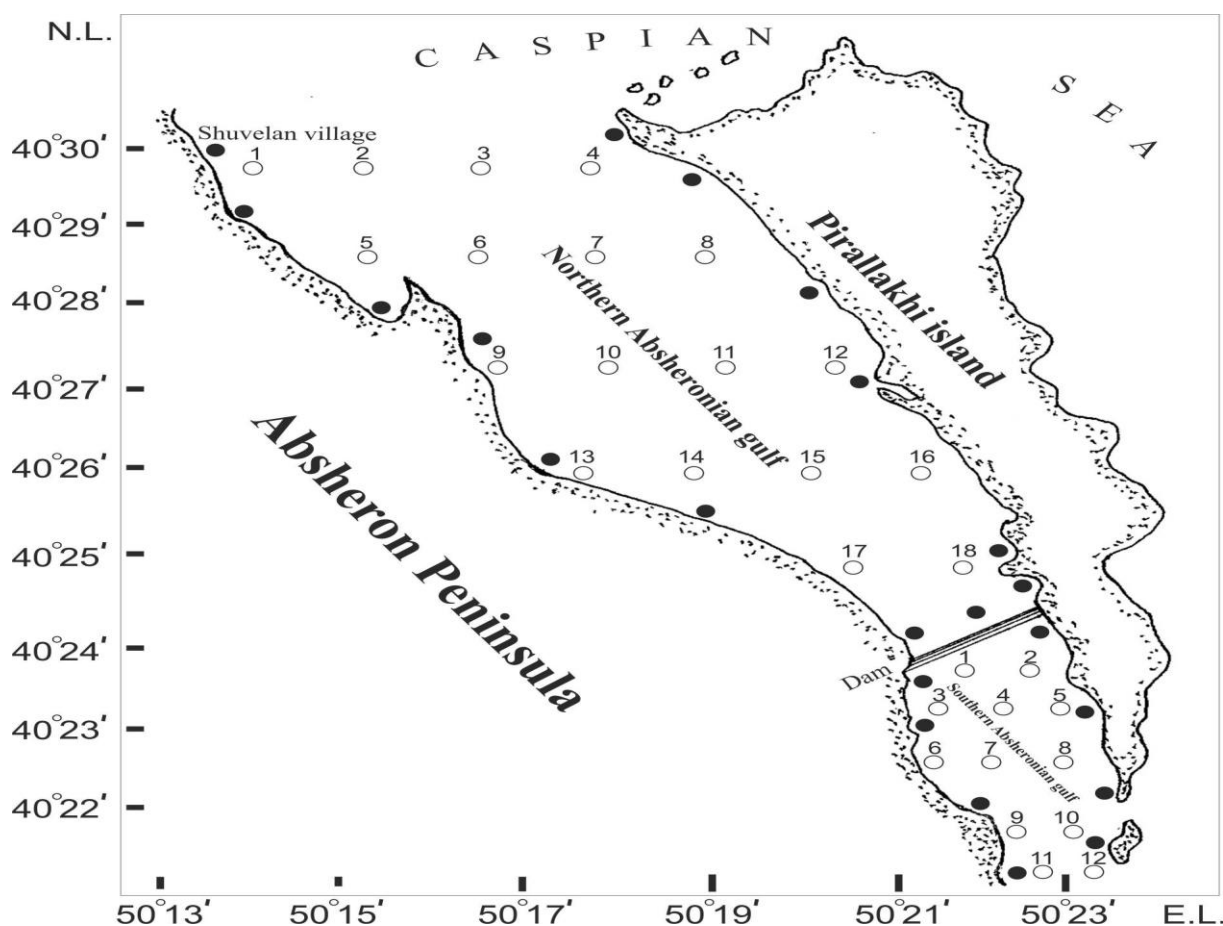 N.L.
C A S P I A N
S E A
Shuvelan village
40°30'
1 2 3 4
40°29'
5 6 7 8
Pirallakhi island
Northern Absheronian gulf
40°28'
9 10 11 12
40°27'
Absheron Peninsula
40°26'
13 14 15 16
40°25'
17 18
40°24'
Dam
1 2
3 4 5
Southern Absheronian gulf
40°23'
6 7 8
40°22'
9 10
11 12
50°13' 50°15' 50°17' 50°19' 50°21' 50°23' E.L.